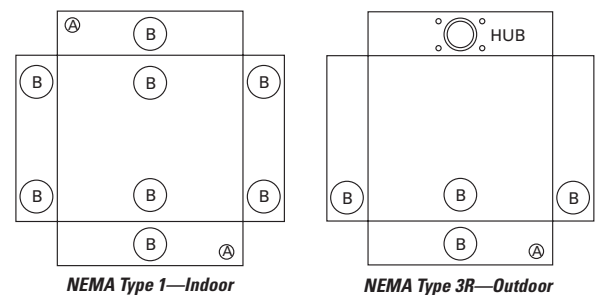 A B HUB
B B B
B B B B B B
B A B A
NEMA Type 1—Indoor NEMA Type 3R—Outdoor